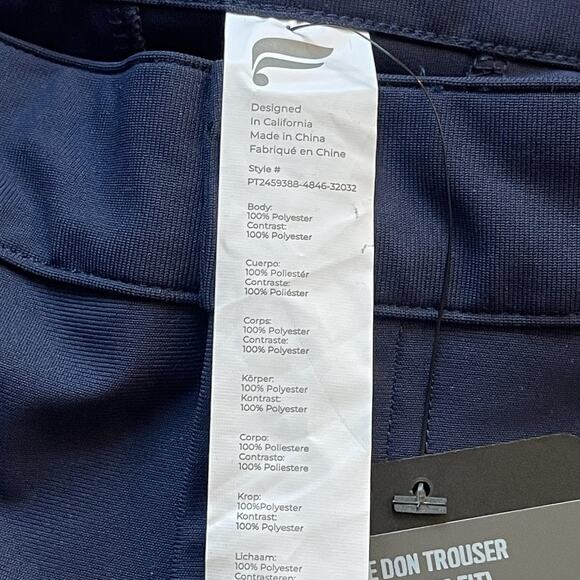 Designed
In California
Made in China
Fabriqué en Chine
Style #
PT2459388-4846-32032
Body:
100% Polyester
Contrast:
100% Polyester
Cuerpo:
100% Poliestér
Contraste:
100% Poliéster
Corps:
100% Polyester
Contraste:
100% Polyester
Körper:
100% Polyester
Kontrast:
100% Polyester
Corpo:
100% Poliestere
Contrasto:
100% Poliestere
Krop:
100%Polyester
Kontrast:
100% Polyester
Lichaam:
100% Polyester
Contrasteren:
DON TROUSER